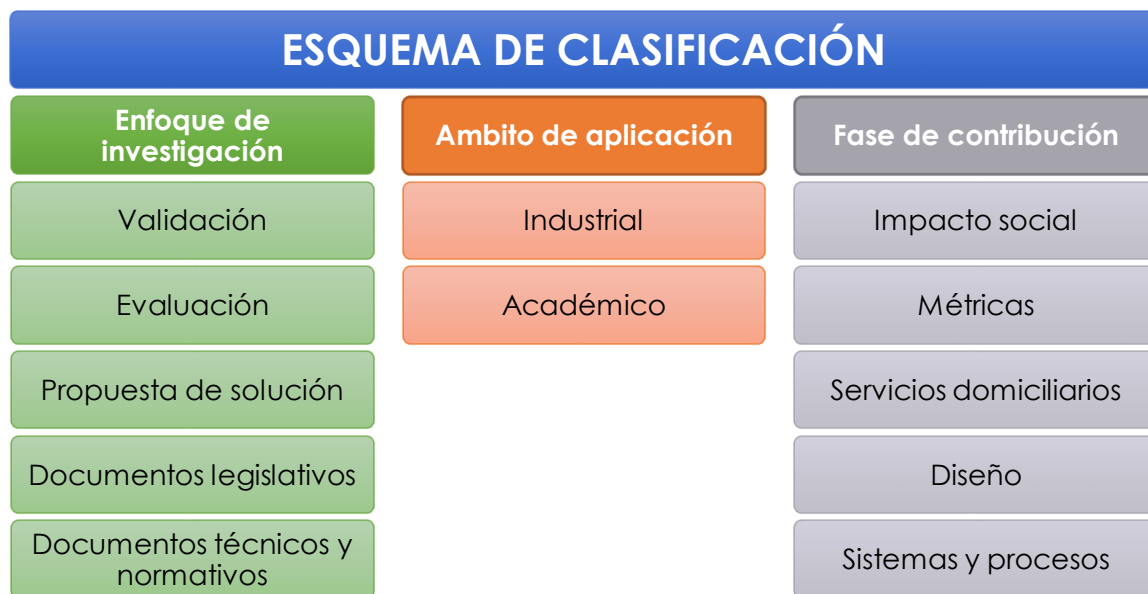 ESQUEMA DE CLASIFICACIÓN
Enfoque de
investigación
Validación
Evaluación
Propuesta de solución
Documentos legislativos
Documentos técnicos y
normativos
Ambito de aplicación
Industrial
Académico
Fase de contribución
Impacto social
Métricas
Servicios domiciliarios
Diseño
Sistemas y procesos